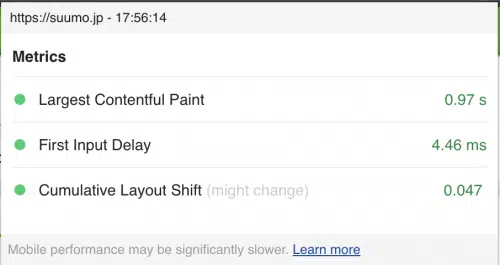 https://suumo.jp - 17:56:14
Metrics
Largest Contentful Paint 0.97 s
First Input Delay 4.46 ms
Cumulative Layout Shift (might change) 0.047
Mobile performance may be significantly slower. Learn more